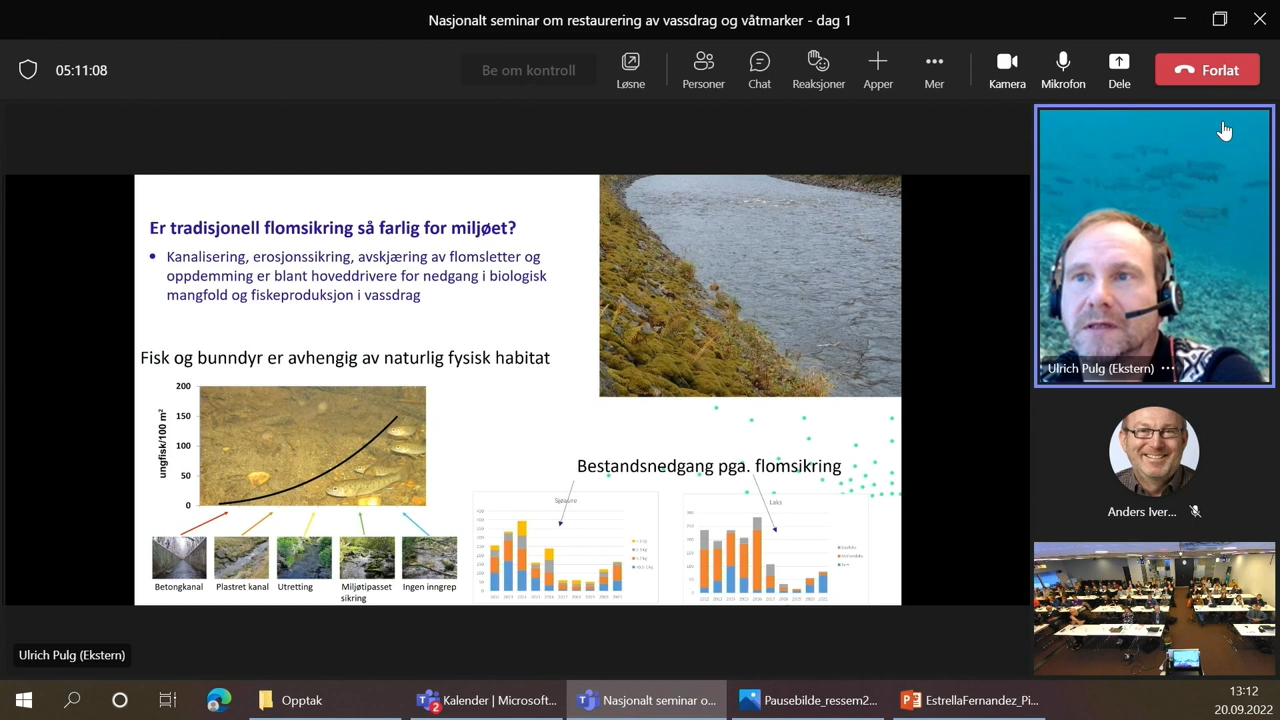 Nasjonalt seminar om restaurering av vassdrag og våtmarker - dag 1
05:11:08
Be om kontroll
Løsne
Personer
Chat
Reaksjoner
Apper
Mer
Kamera
Mikrofon
Dele
Forlat
Er tradisjonell flomsikring så farlig for miljøet?
• Kanalisering, erosjonssikring, avskjæring av flomsletter og
oppdemming er blant hoveddrivere for nedgang i biologisk
mangfold og fiskeproduksjon i vassdrag
Fisk og bunndyr er avhengig av naturlig fysisk habitat
ungfisk/100 m²
200
150
100
50
0
Betongkanal
Plastret kanal
Utretting
Miljøtipasset
sikring
Ingen inngrep
Bestandsnedgang pga. flomsikring
Sjøaure
Laks
Ulrich Pulg (Ekstern) •••
Anders Iver...
Ulrich Pulg (Ekstern)
Opptak
2
Kalender | Microsoft...
Nasjonalt seminar o...
Pausebilde_ressem2...
EstrellaFernandez_Pi...
13:12
20.09.2022